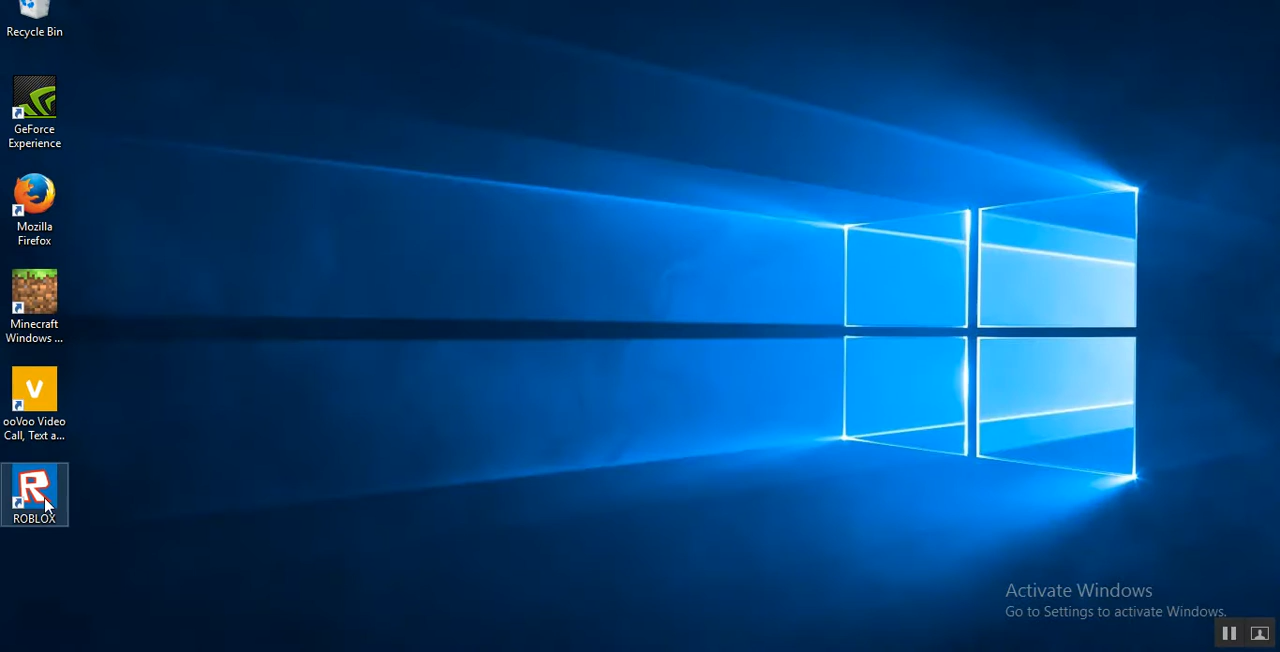 Recycle Bin
GeForce
Experience
Mozilla
Firefox
Minecraft
Windows ...
V
ooVoo Video
Call, Text a...
R
ROBLOX
Activate Windows
Go to Settings to activate Windows.